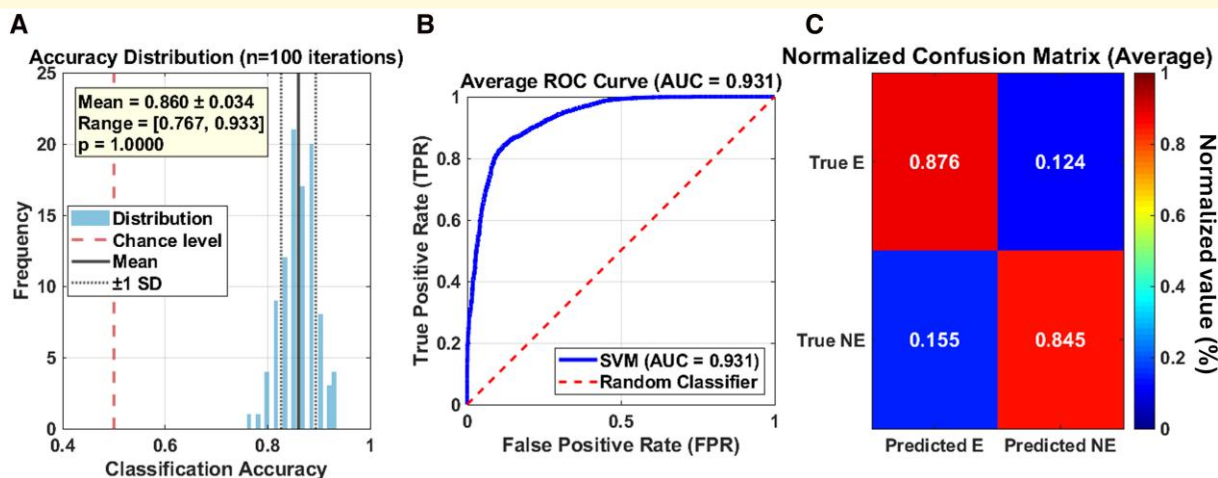 A
Accuracy Distribution (n=100 iterations)
25
20
15
10
5
0
Frequency
Mean = 0.860 ± 0.034
Range = [0.767, 0.933]
p = 1.0000
Distribution
Chance level
Mean
±1 SD
0.4 0.6 0.8 1
Classification Accuracy
B
Average ROC Curve (AUC = 0.931)
1
0.8
0.6
0.4
0.2
0
True Positive Rate (TPR)
SVM (AUC = 0.931)
Random Classifier
0 0.5 1
False Positive Rate (FPR)
C
Normalized Confusion Matrix (Average)
True E
0.876 0.124
True NE
0.155 0.845
Predicted E Predicted NE
1
0.8
0.6
0.4
0.2
0
Normalized value (%)